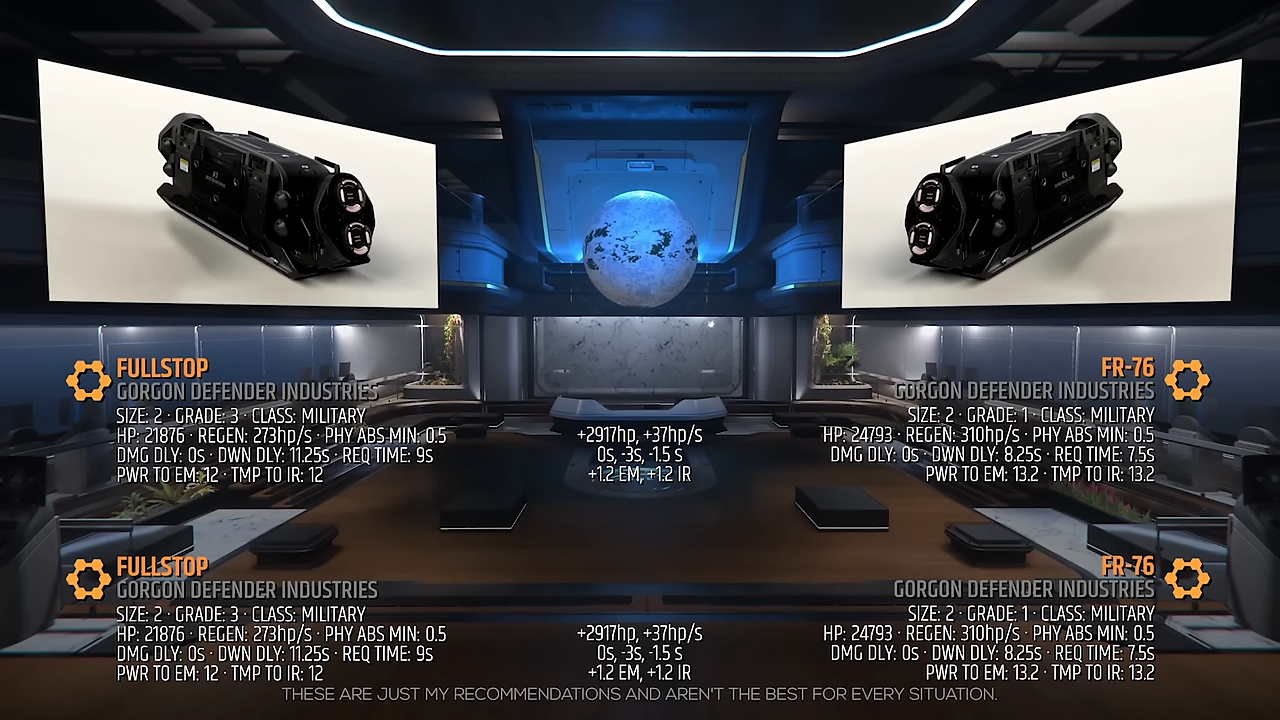 FULLSTOP
GORGON DEFENDER INDUSTRIES
SIZE: 2 · GRADE: 3 · CLASS: MILITARY
HP: 21876 · REGEN: 273hp/s · PHY ABS MIN: 0.5
DMG DLY: 0s · DWN DLY: 11.25s · REQ TIME: 9s
PWR TO EM: 12 · TMP TO IR: 12
+2917hp, +37hp/s
0s, -3s, -1.5 s
+1.2 EM, +1.2 IR
FR-76
GORGON DEFENDER INDUSTRIES
SIZE: 2 · GRADE: 1 · CLASS: MILITARY
HP: 24793 · REGEN: 310hp/s · PHY ABS MIN: 0.5
DMG DLY: 0s · DWN DLY: 8.25s · REQ TIME: 7.5s
PWR TO EM: 13.2 · TMP TO IR: 13.2
FULLSTOP
GORGON DEFENDER INDUSTRIES
SIZE: 2 · GRADE: 3 · CLASS: MILITARY
HP: 21876 · REGEN: 273hp/s · PHY ABS MIN: 0.5
DMG DLY: 0s · DWN DLY: 11.25s · REQ TIME: 9s
PWR TO EM: 12 · TMP TO IR: 12
+2917hp, +37hp/s
0s, -3s, -1.5 s
+1.2 EM, +1.2 IR
FR-76
GORGON DEFENDER INDUSTRIES
SIZE: 2 · GRADE: 1 · CLASS: MILITARY
HP: 24793 · REGEN: 310hp/s · PHY ABS MIN: 0.5
DMG DLY: 0s · DWN DLY: 8.25s · REQ TIME: 7.5s
PWR TO EM: 13.2 · TMP TO IR: 13.2
THESE ARE JUST MY RECOMMENDATIONS AND AREN'T THE BEST FOR EVERY SITUATION.